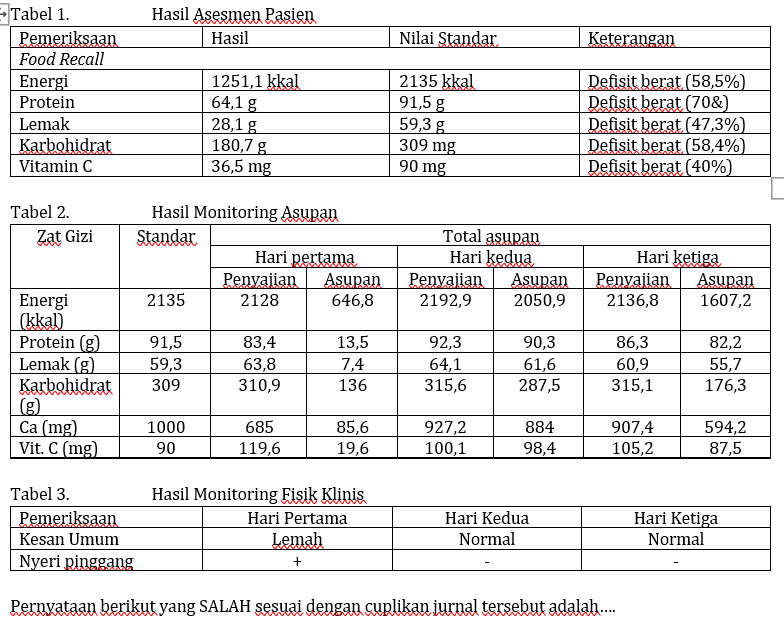 Tabel 1. Hasil Asesmen Pasien
Pemeriksaan Hasil Nilai Standar Keterangan
Food Recall
Energi 1251,1 kkal 2135 kkal Defisit berat (58,5%)
Protein 64,1 g 91,5 g Defisit berat (70&)
Lemak 28,1 g 59,3 g Defisit berat (47,3%)
Karbohidrat 180,7 g 309 mg Defisit berat (58,4%)
Vitamin C 36,5 mg 90 mg Defisit berat (40%)
Tabel 2. Hasil Monitoring Asupan
Zat Gizi Standar Total asupan
Hari pertama Hari kedua Hari ketiga
Penyajian Asupan Penyajian Asupan Penyajian Asupan
Energi 2135 2128 646,8 2192,9 2050,9 2136,8 1607,2
(kkal)
Protein (g) 91,5 83,4 13,5 92,3 90,3 86,3 82,2
Lemak (g) 59,3 63,8 7,4 64,1 61,6 60,9 55,7
Karbohidrat 309 310,9 136 315,6 287,5 315,1 176,3
(g)
Ca (mg) 1000 685 85,6 927,2 884 907,4 594,2
Vit. C (mg) 90 119,6 19,6 100,1 98,4 105,2 87,5
Tabel 3. Hasil Monitoring Fisik Klinis
Pemeriksaan Hari Pertama Hari Kedua Hari Ketiga
Kesan Umum Lemah Normal Normal
Nyeri pinggang + - -
Pernyataan berikut yang SALAH sesuai dengan cuplikan jurnal tersebut adalah....